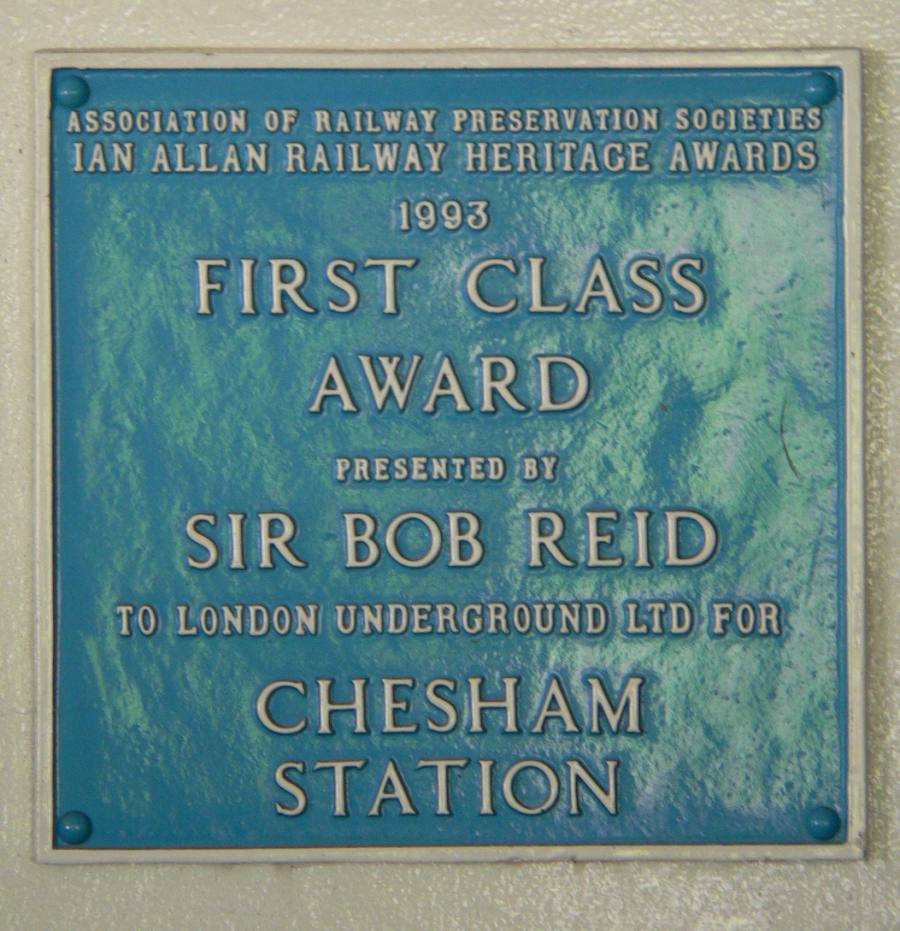 ASSOCIATION OF RAILWAY PRESERVATION SOCIETIES
IAN ALLAN RAILWAY HERITAGE AWARDS
1993
FIRST CLASS
AWARD
PRESENTED BY
SIR BOB REID
TO LONDON UNDERGROUND LTD FOR
CHESHAM
STATION